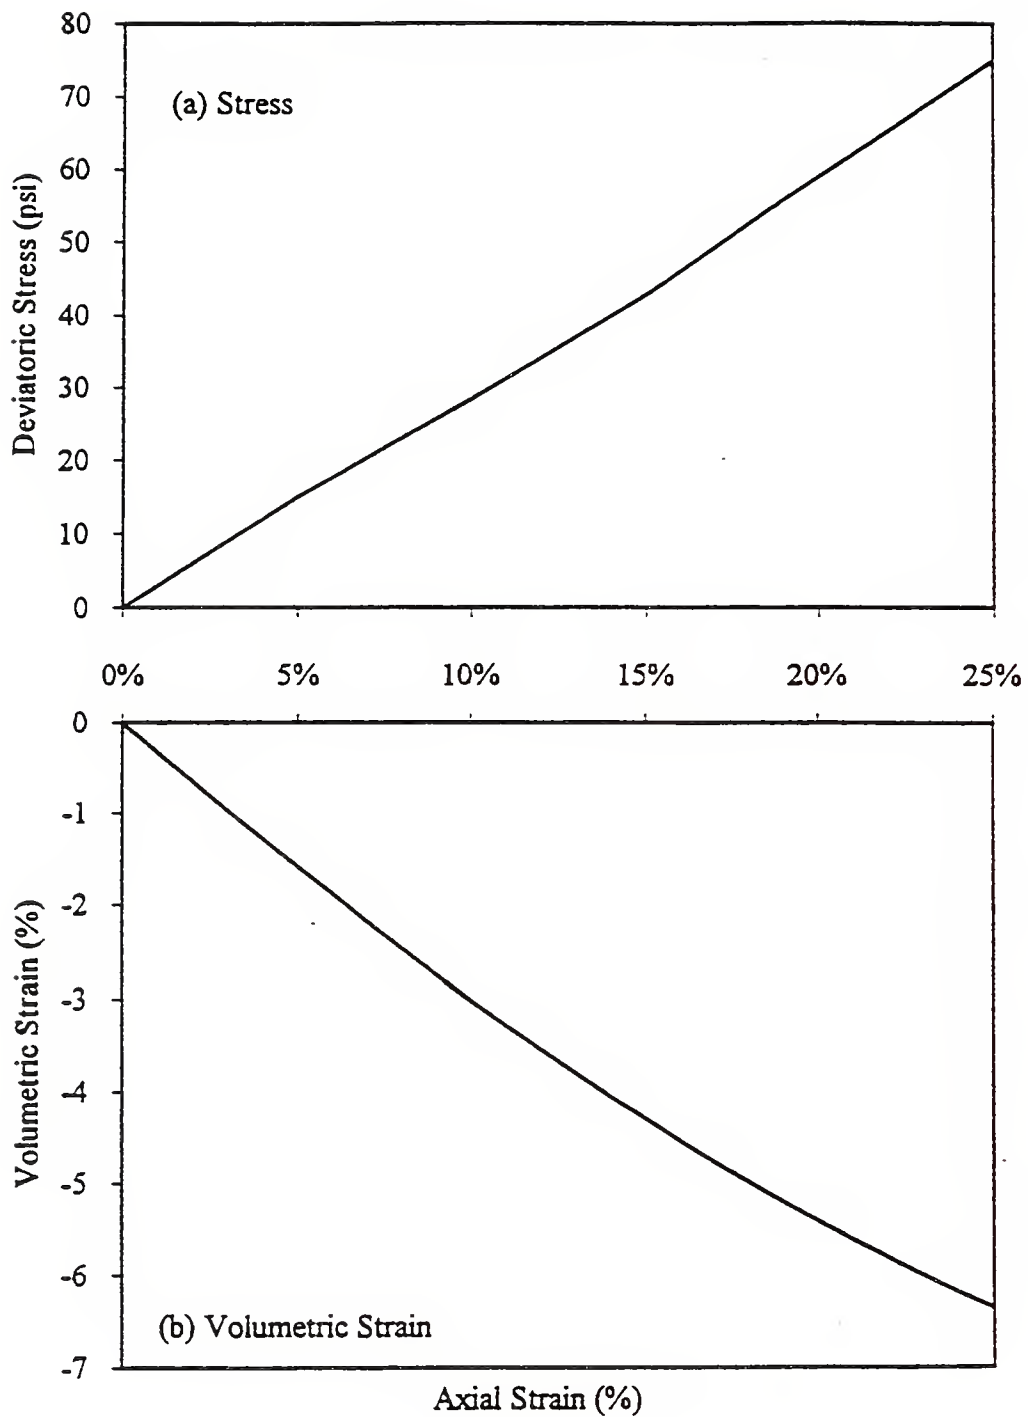 80
(a) Stress
70
60
50
40
30
20
10
0
Deviatoric Stress (psi)
0% 5% 10% 15% 20% 25%
0
-1
-2
-3
-4
-5
-6
-7
Volumetric Strain (%)
(b) Volumetric Strain
Axial Strain (%)